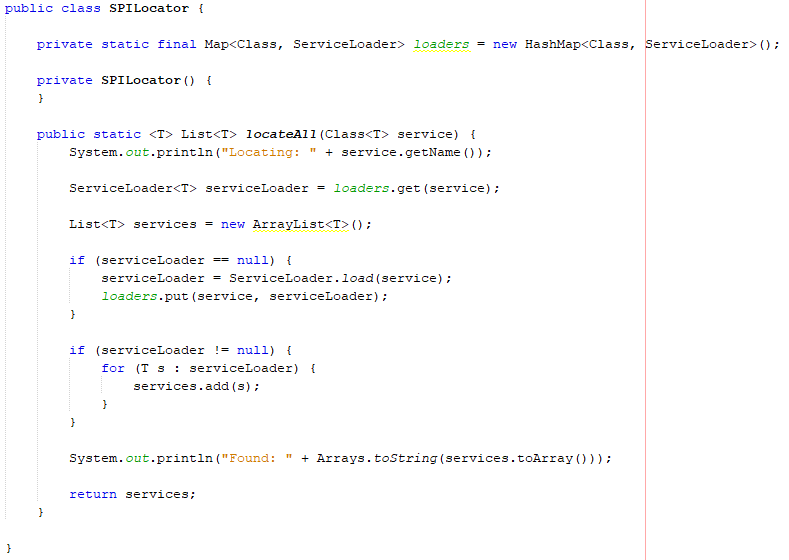 public class SPILocator {
private static final Map<Class, ServiceLoader> loaders = new HashMap<Class, ServiceLoader>();
private SPILocator() {
}
public static <T> List<T> locateAll(Class<T> service) {
System.out.println("Locating: " + service.getName());
ServiceLoader<T> serviceLoader = loaders.get(service);
List<T> services = new ArrayList<T>();
if (serviceLoader == null) {
serviceLoader = ServiceLoader.load(service);
loaders.put(service, serviceLoader);
}
if (serviceLoader != null) {
for (T s : serviceLoader) {
services.add(s);
}
}
System.out.println("Found: " + Arrays.toString(services.toArray()));
return services;
}
}